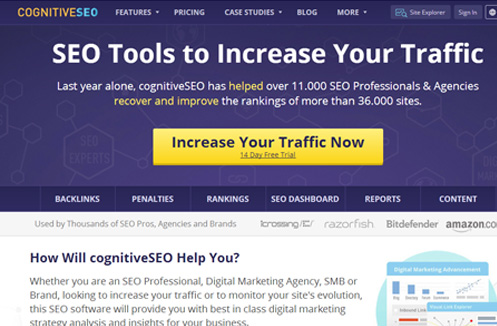 COGNITIVESEO FEATURES PRICING CASE STUDIES BLOG MORE Site Explorer Sign In
SEO Tools to Increase Your Traffic
Last year alone, cognitiveSEO has helped over 11.000 SEO Professionals & Agencies
recover and improve the rankings of more than 36.000 sites.
SEO
EXPERTS
Increase Your Traffic Now
14 Day Free Trial
BACKLINKS PENALTIES RANKINGS SEO DASHBOARD REPORTS CONTENT
Used by Thousands of SEO Pros, Agencies and Brands razorfish Bitdefender amazon.co
How Will cognitiveSEO Help You?
Digital Marketing Advancement
Whether you are an SEO Professional, Digital Marketing Agency, SMB or
Brand, looking to increase your traffic or to monitor your site's evolution,
this SEO software will provide you with best in class digital marketing
strategy analysis and insights for your business.